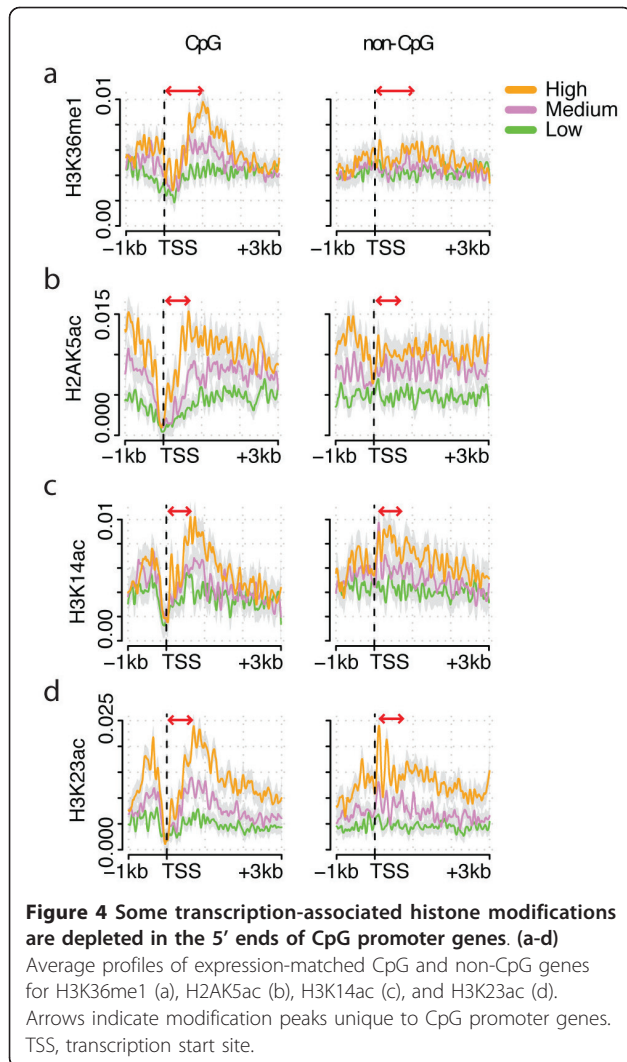 CpG non-CpG
High
Medium
Low
a
H3K36me1
0.01
0.00
−1kb TSS +3kb −1kb TSS +3kb
b
H2AK5ac
0.015
0.000
−1kb TSS +3kb −1kb TSS +3kb
c
H3K14ac
0.01
0.00
−1kb TSS +3kb −1kb TSS +3kb
d
H3K23ac
0.025
0.000
−1kb TSS +3kb −1kb TSS +3kb
Figure 4 Some transcription-associated histone modifications
are depleted in the 5′ ends of CpG promoter genes. (a-d)
Average profiles of expression-matched CpG and non-CpG genes
for H3K36me1 (a), H2AK5ac (b), H3K14ac (c), and H3K23ac (d).
Arrows indicate modification peaks unique to CpG promoter genes.
TSS, transcription start site.